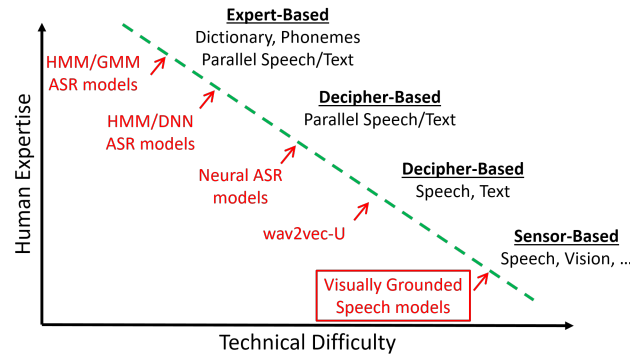 Expert-Based
Dictionary, Phonemes
Parallel Speech/Text
HMM/GMM
ASR models
Decipher-Based
Parallel Speech/Text
HMM/DNN
ASR models
Decipher-Based
Speech, Text
Neural ASR
models
wav2vec-U
Sensor-Based
Speech, Vision, ...
Visually Grounded
Speech models
Human Expertise
Technical Difficulty